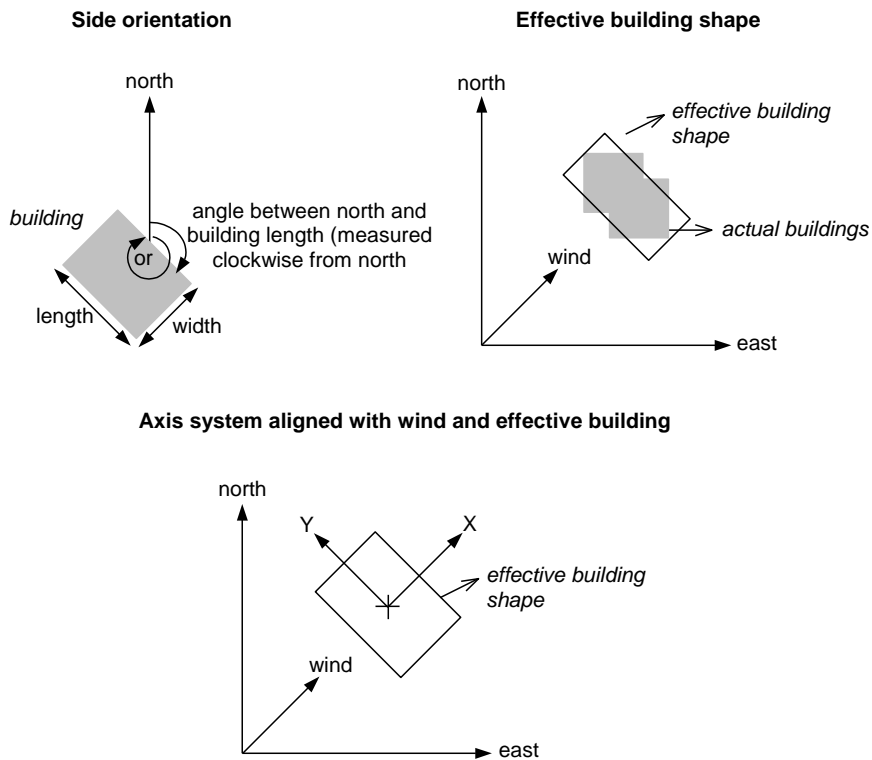 Side orientation
north
building
angle between north and
building length (measured
clockwise from north
or
length
width
Effective building shape
north
effective building
shape
actual buildings
wind
east
Axis system aligned with wind and effective building
north
Y
X
effective building
shape
wind
east